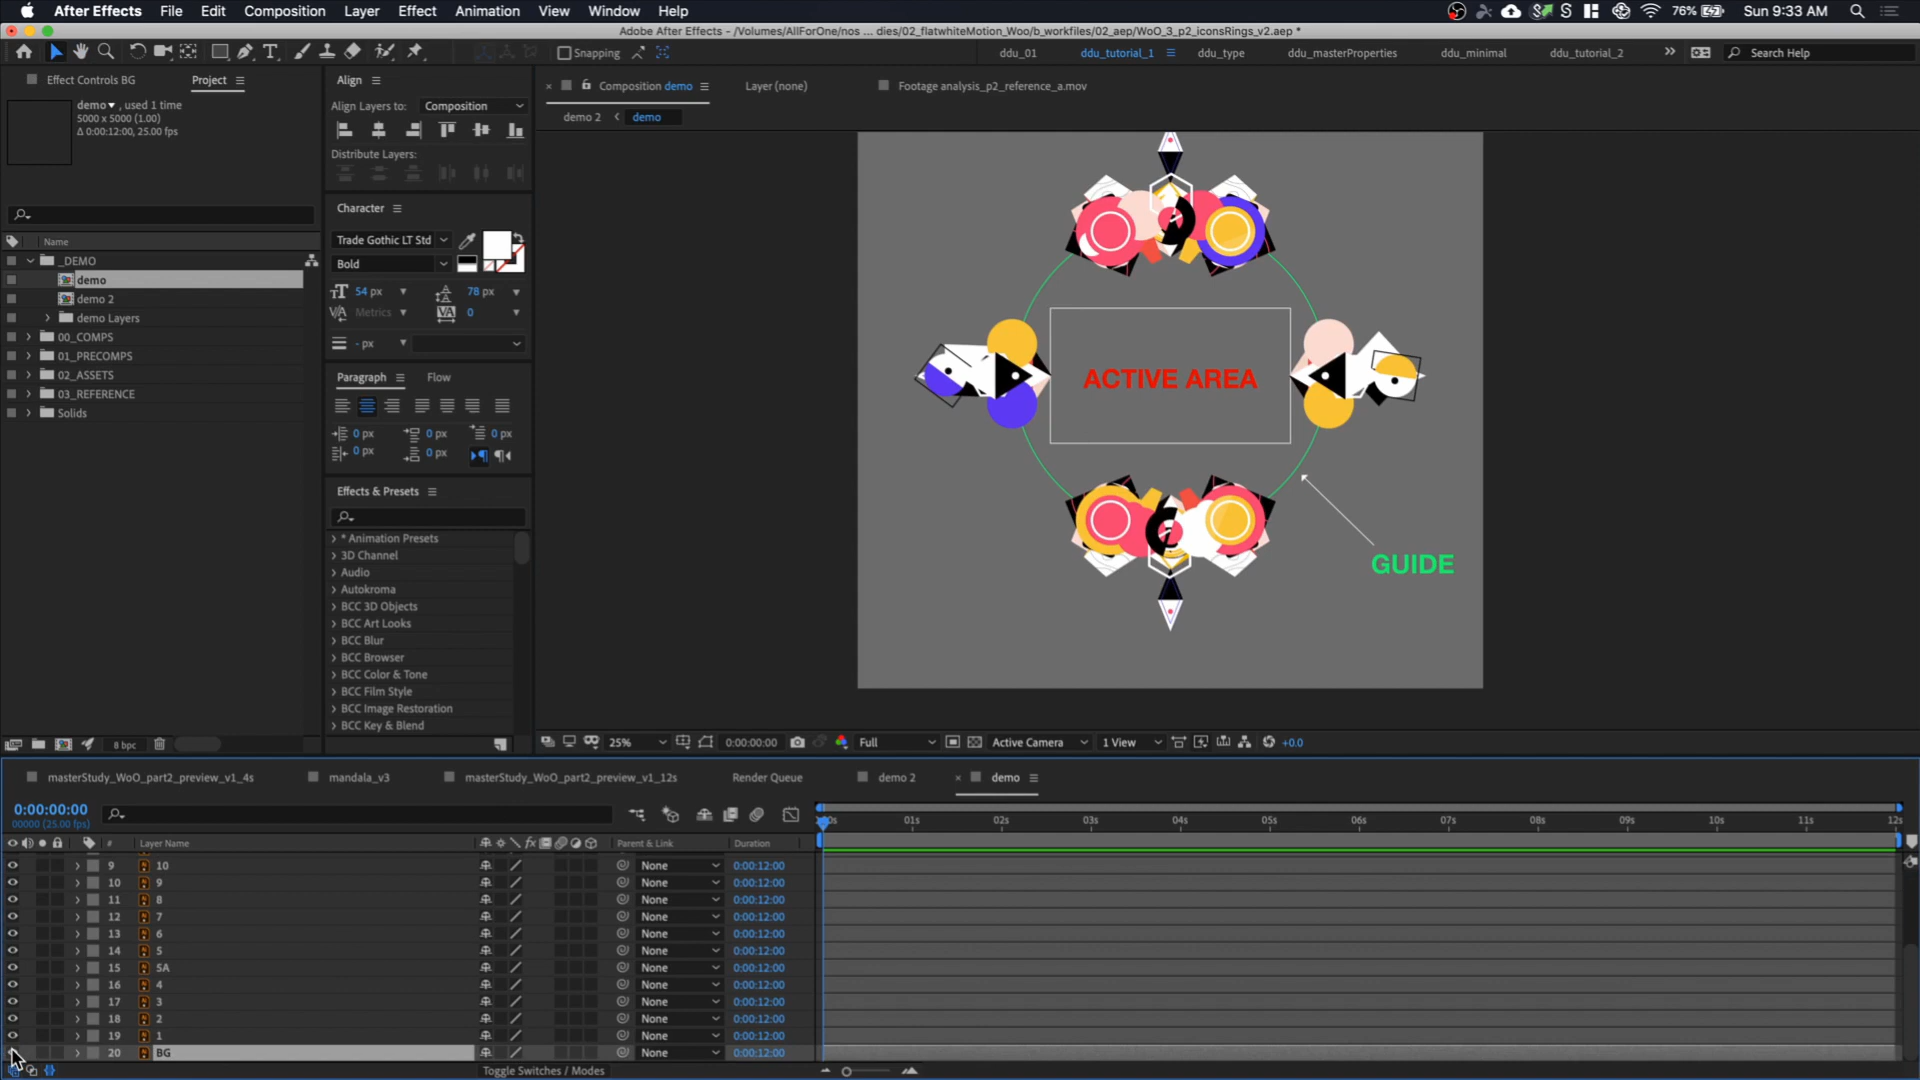 After Effects File Edit Composition Layer Effect Animation View Window Help 76% Sun 9:33 AM
Adobe After Effects - /Volumes/AllForOne/nos ... dies/02_flatwhiteMotion_Woo/b_workfiles/02_aep/WoO_3_p2_iconsRings_v2.aep *
Snapping ddu_01 ddu_tutorial_1 ddu_type ddu_masterProperties ddu_minimal ddu_tutorial_2 Search Help
Effect Controls BG Project
demo, used 1 time
5000 x 5000 (1.00)
Δ 0:00:12:00, 25.00 fps
Name
_DEMO
demo
demo 2
demo Layers
00_COMPS
01_PRECOMPS
02_ASSETS
03_REFERENCE
Solids
8 bpc
Align
Align Layers to: Composition
Distribute Layers:
Character
Trade Gothic LT Std
Bold
54 px 78 px
Metrics 0
- px
Paragraph Flow
0 px 0 px 0 px
0 px 0 px
Effects & Presets
* Animation Presets
3D Channel
Audio
Autokroma
BCC 3D Objects
BCC Art Looks
BCC Blur
BCC Browser
BCC Color & Tone
BCC Film Style
BCC Image Restoration
BCC Key & Blend
Composition demo Layer (none) Footage analysis_p2_reference_a.mov
demo 2 demo
ACTIVE AREA
GUIDE
25% 0:00:00:00 Full Active Camera 1 View +0.0
masterStudy_WoO_part2_preview_v1_4s mandala_v3 masterStudy_WoO_part2_preview_v1_12s Render Queue demo 2 demo
0:00:00:00
00000 (25.00 fps)
01s 02s 03s 04s 05s 06s 07s 08s 09s 10s 11s 12s
# Layer Name fx Parent & Link Duration
9 10 None 0:00:12:00
10 9 None 0:00:12:00
11 8 None 0:00:12:00
12 7 None 0:00:12:00
13 6 None 0:00:12:00
14 5 None 0:00:12:00
15 5A None 0:00:12:00
16 4 None 0:00:12:00
17 3 None 0:00:12:00
18 2 None 0:00:12:00
19 1 None 0:00:12:00
20 BG None 0:00:12:00
Toggle Switches / Modes